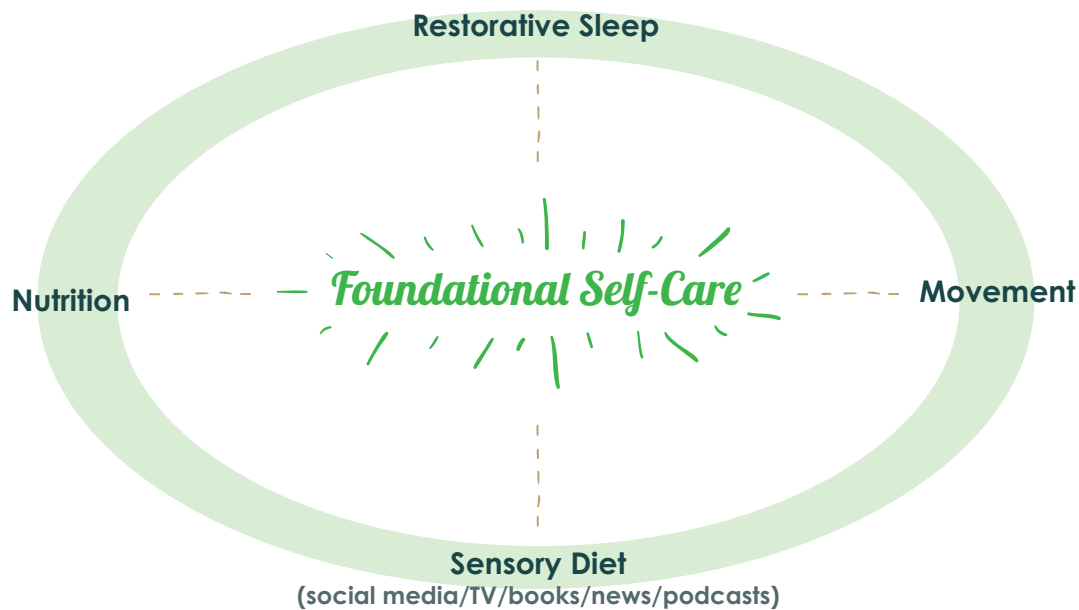 Restorative Sleep
Foundational Self-Care
Nutrition
Movement
Sensory Diet
(social media/TV/books/news/podcasts)